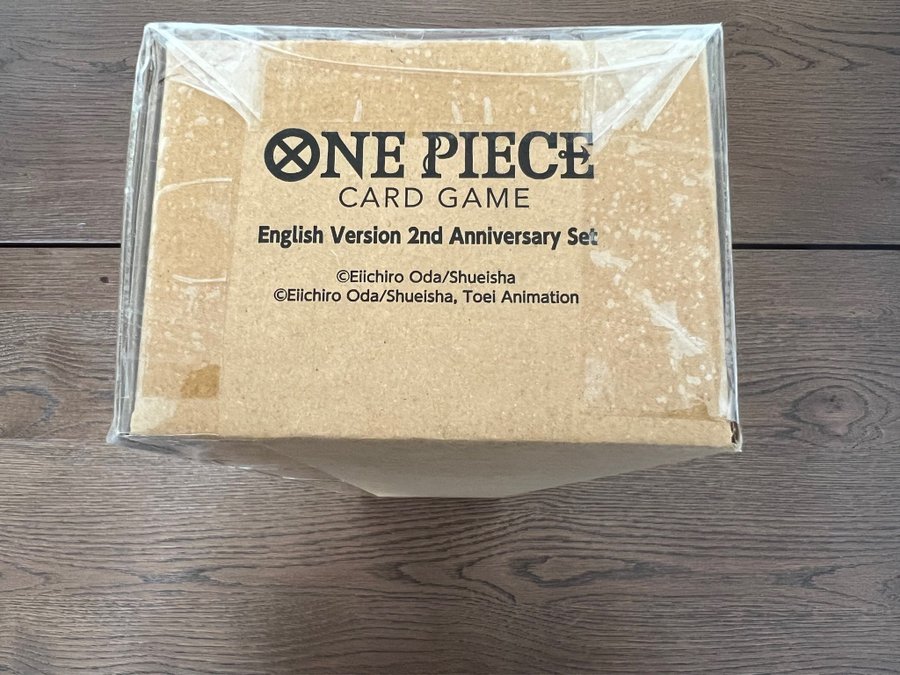 ONE PIECE
CARD GAME
English Version 2nd Anniversary Set
©Eiichiro Oda/Shueisha
©Eiichiro Oda/Shueisha, Toei Animation